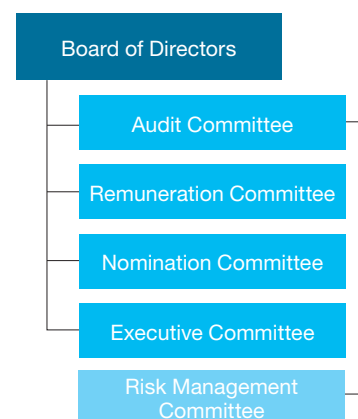 Board of Directors
Audit Committee
Remuneration Committee
Nomination Committee
Executive Committee
Risk Management
Committee